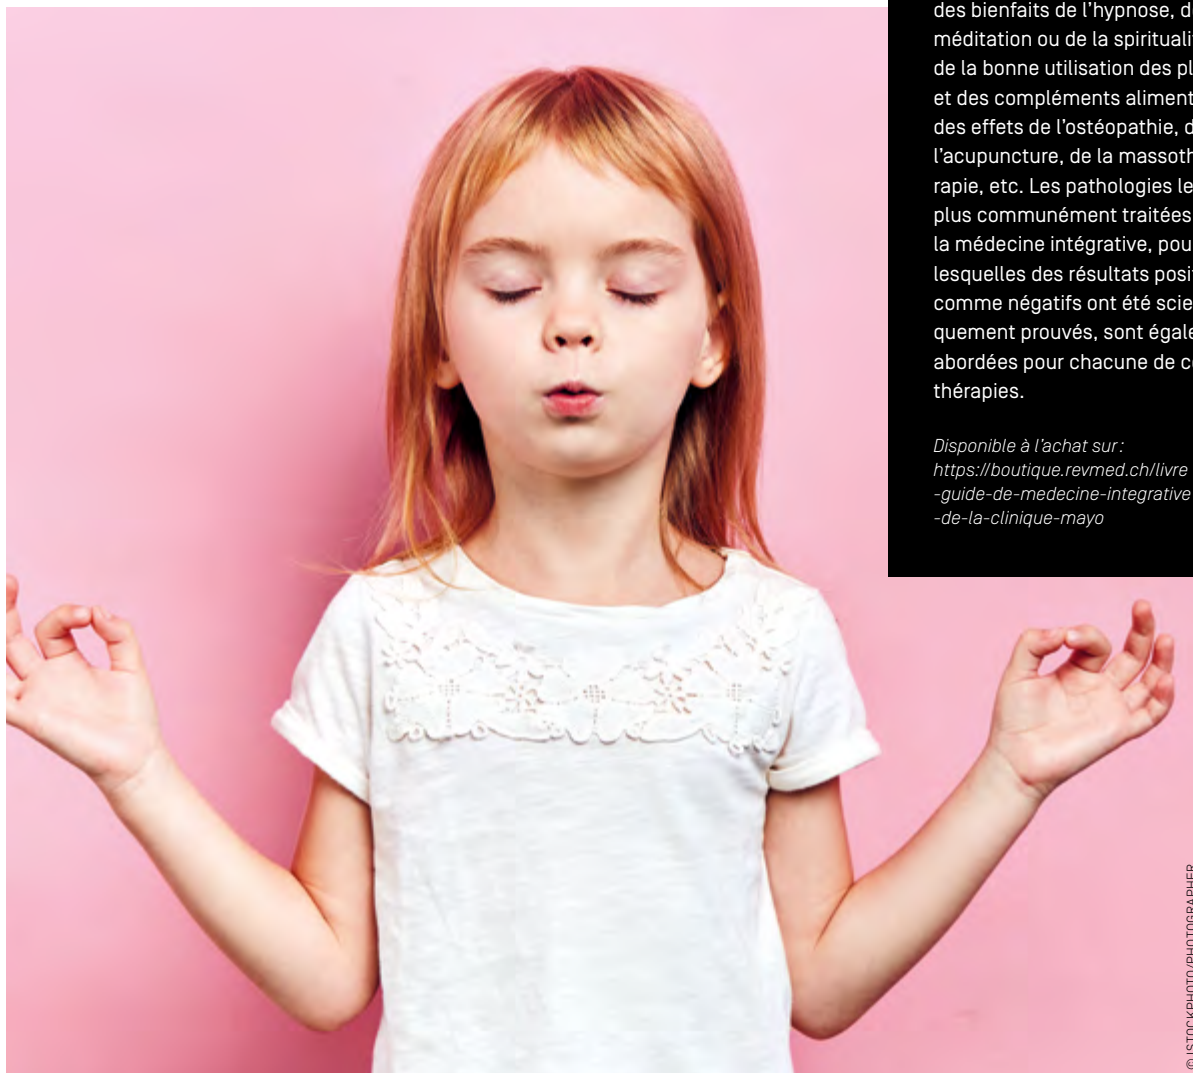 des bienfaits de l'hypnose, d
méditation ou de la spirituali
de la bonne utilisation des pl
et des compléments aliment
des effets de l'ostéopathie, d
l'acupuncture, de la massoth
rapie, etc. Les pathologies le
plus communément traitées
la médecine intégrative, pou
lesquelles des résultats posi
comme négatifs ont été scie
quement prouvés, sont égal
abordées pour chacune de c
thérapies.
Disponible à l'achat sur :
https://boutique.revmed.ch/livre
-guide-de-medecine-integrative
-de-la-clinique-mayo
© ISTOCKPHOTO/PHOTOGRAPHER